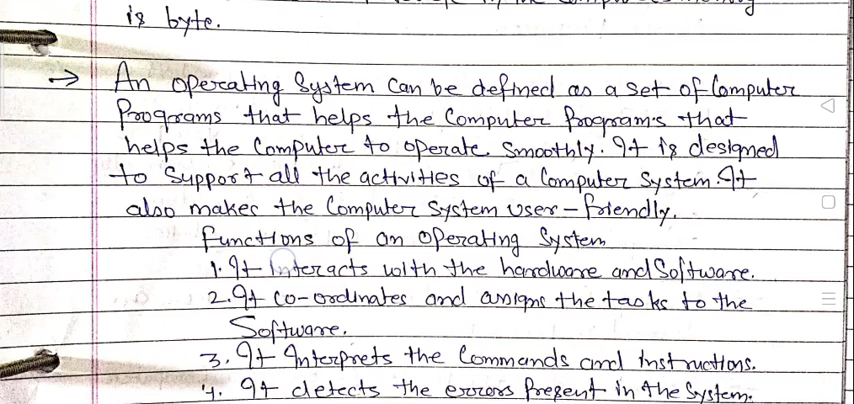 is byte.
→ An operating System Can be defined as a set of Computer
Programs that helps the Computer Programs that
helps the Computer to operate Smoothly. It is designed
to Support all the activities of a Computer System. It
also makes the Computer System user-friendly.
Functions of an Operating System
1. It interacts with the hardware and Software.
2. It co-ordinates and assigns the tasks to the
Software.
3. It Interprets the Commands and instructions.
4. It detects the errors Present in the System.